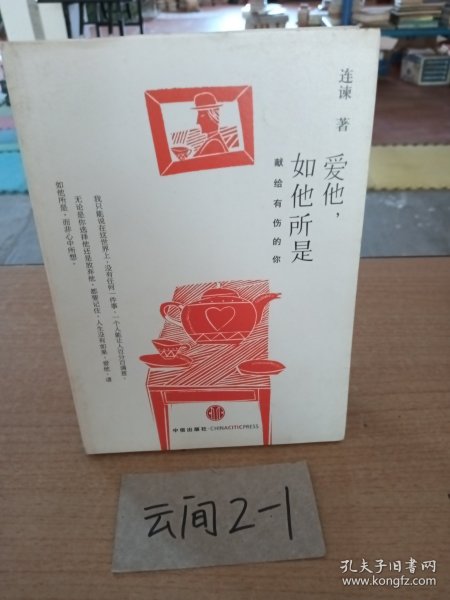 连谏 著
爱他，
如他所是
献给有伤的你
我只能说在这世界上，没有任何一件事，一个人能让人百分百满意。
无论是你选择他还是放弃他，都要记住，人生没有如果，爱他，请
如他所是，而非心中所想。
中信出版社·CHINACITICPRESS
云间2-1
孔夫子旧书网
www.kongfz.com